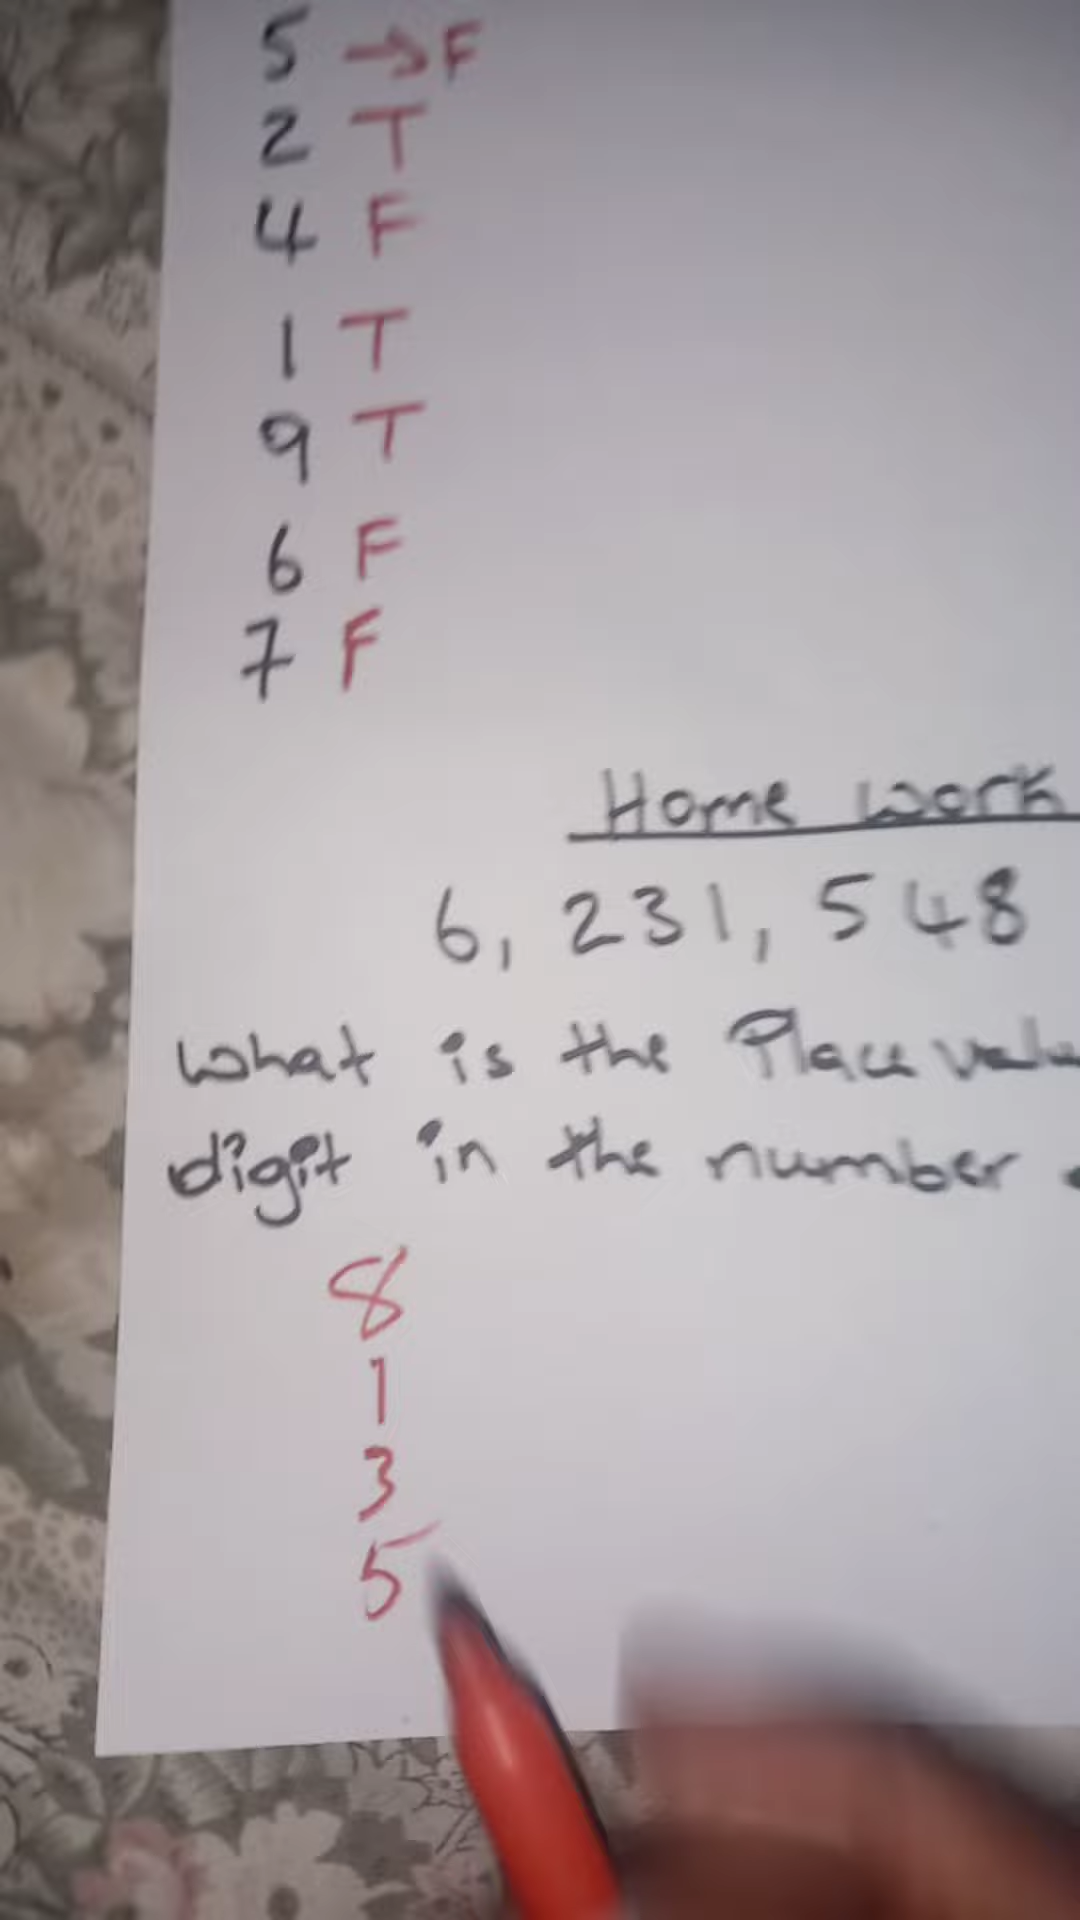 5 → F
2 T
4 F
1 T
9 T
6 F
7 F
Home work
6, 231, 548
What is the Place
digit in the number
8
1
3
5